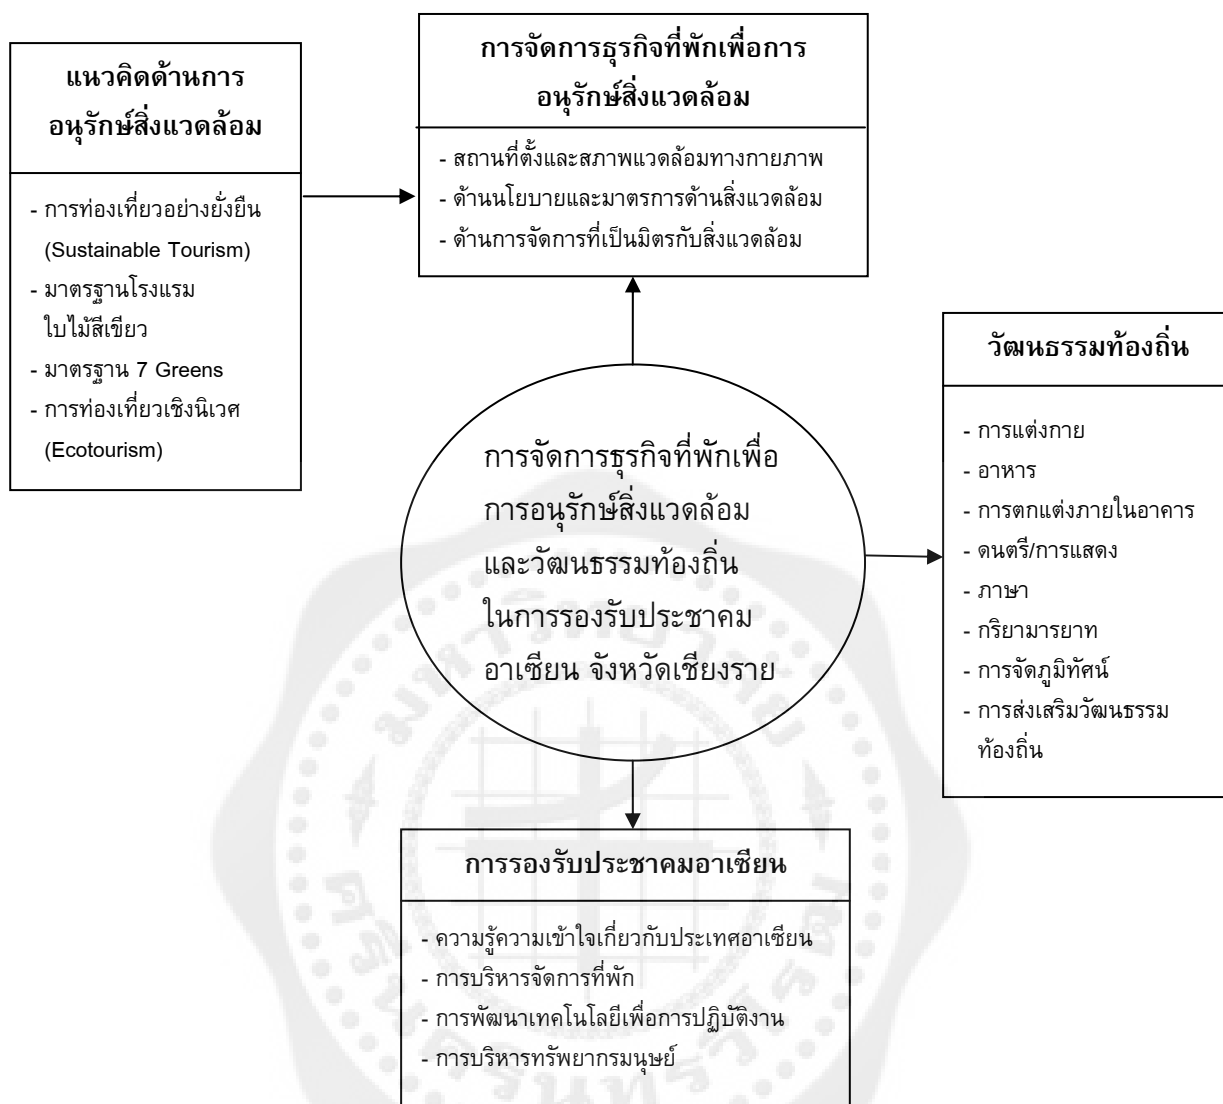 แนวคิดด้านการ
อนุรักษ์สิ่งแวดล้อม
- การท่องเที่ยวอย่างยั่งยืน
(Sustainable Tourism)
- มาตรฐานโรงแรม
ใบไม้สีเขียว
- มาตรฐาน 7 Greens
- การท่องเที่ยวเชิงนิเวศ
(Ecotourism)
การจัดการธุรกิจที่พักเพื่อการ
อนุรักษ์สิ่งแวดล้อม
- สถานที่ตั้งและสภาพแวดล้อมทางกายภาพ
- ด้านนโยบายและมาตรการด้านสิ่งแวดล้อม
- ด้านการจัดการที่เป็นมิตรกับสิ่งแวดล้อม
การจัดการธุรกิจที่พักเพื่อ
การอนุรักษ์สิ่งแวดล้อม
และวัฒนธรรมท้องถิ่น
ในการรองรับประชาคม
อาเซียน จังหวัดเชียงราย
วัฒนธรรมท้องถิ่น
- การแต่งกาย
- อาหาร
- การตกแต่งภายในอาคาร
- ดนตรี/การแสดง
- ภาษา
- กริยามารยาท
- การจัดภูมิทัศน์
- การส่งเสริมวัฒนธรรม
ท้องถิ่น
การรองรับประชาคมอาเซียน
- ความรู้ความเข้าใจเกี่ยวกับประเทศอาเซียน
- การบริหารจัดการที่พัก
- การพัฒนาเทคโนโลยีเพื่อการปฏิบัติงาน
- การบริหารทรัพยากรมนุษย์
มหาวิทยาลัย
ศรีนครินทรวิโรฒ